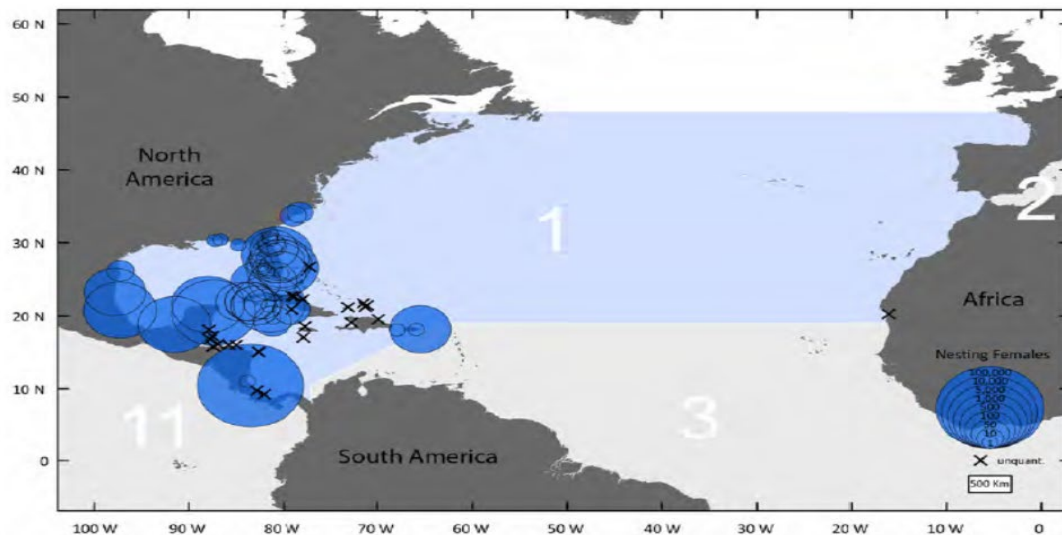 60 N
50 N
40 N
30 N
20 N
10 N
0
North
America
1
2
Africa
Nesting Females
100,000
10,000
5,000
1,000
500
100
50
10
1
11
3
South America
unquant.
500 Km
100 W
90 W
80 W
70 W
60 W
50 W
40 W
30 W
20 W
10 W
0